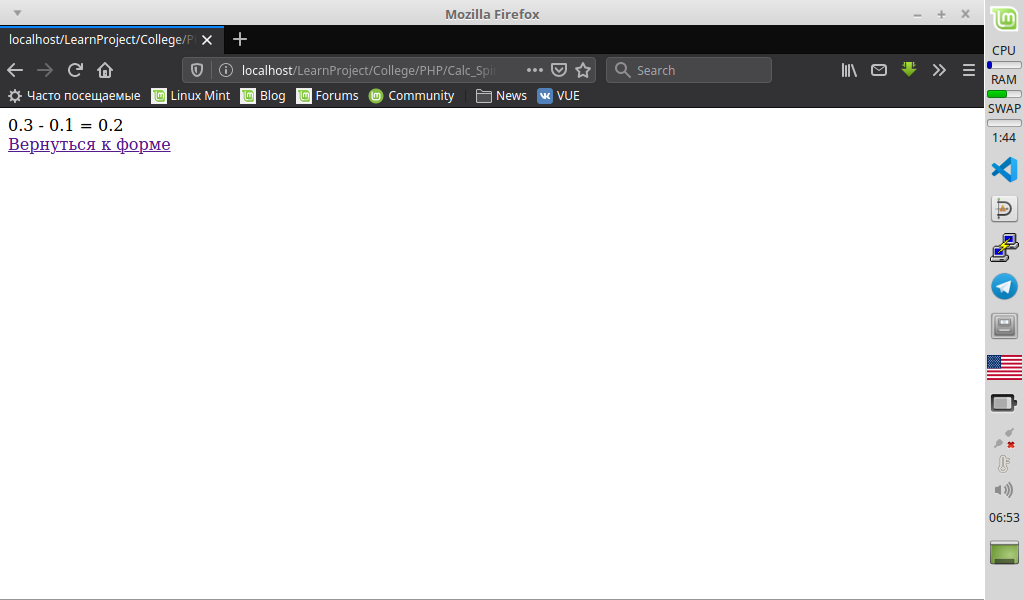 Mozilla Firefox
localhost/LearnProject/College/P
localhost/LearnProject/College/PHP/Calc_Spi
Search
Часто посещаемые
Linux Mint
Blog
Forums
Community
News
VUE
0.3 - 0.1 = 0.2
Вернуться к форме
CPU
RAM
SWAP
1:44
06:53